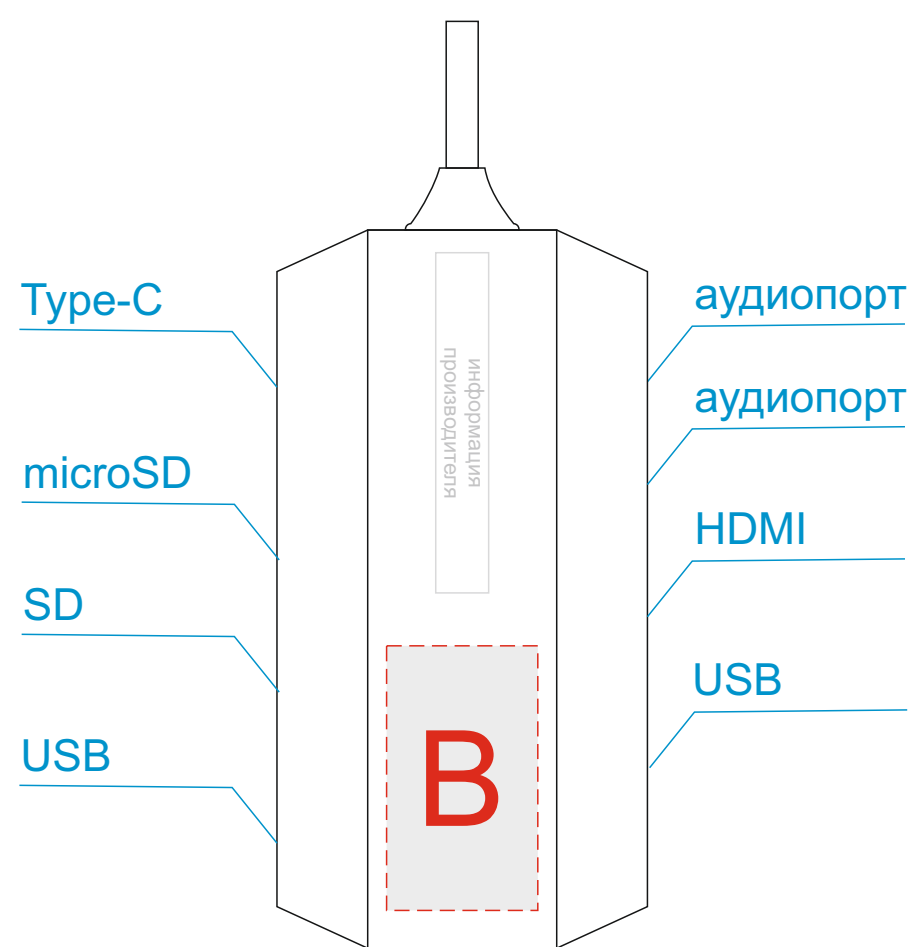 Type-C
microSD
SD
USB
информация
производителя
B
аудиопорт
аудиопорт
HDMI
USB